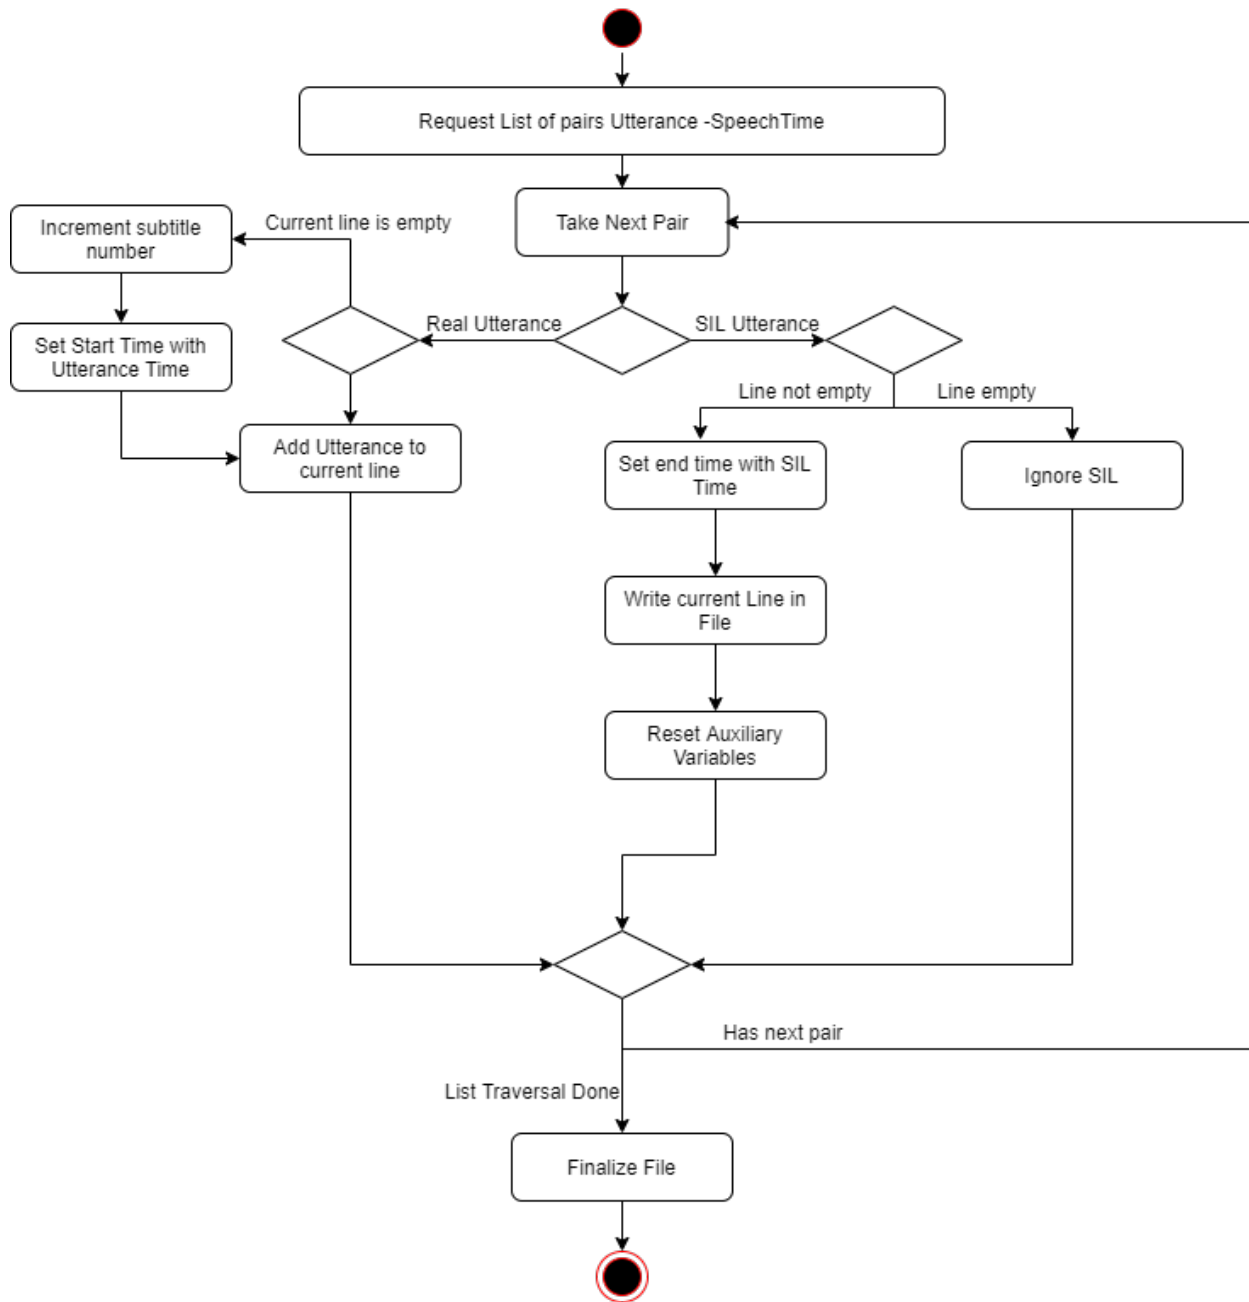 Request List of pairs Utterance -SpeechTime
Take Next Pair
Increment subtitle
number
Current line is empty
Real Utterance
SIL Utterance
Set Start Time with
Utterance Time
Line not empty
Line empty
Add Utterance to
current line
Set end time with SIL
Time
Ignore SIL
Write current Line in
File
Reset Auxiliary
Variables
Has next pair
List Traversal Done
Finalize File